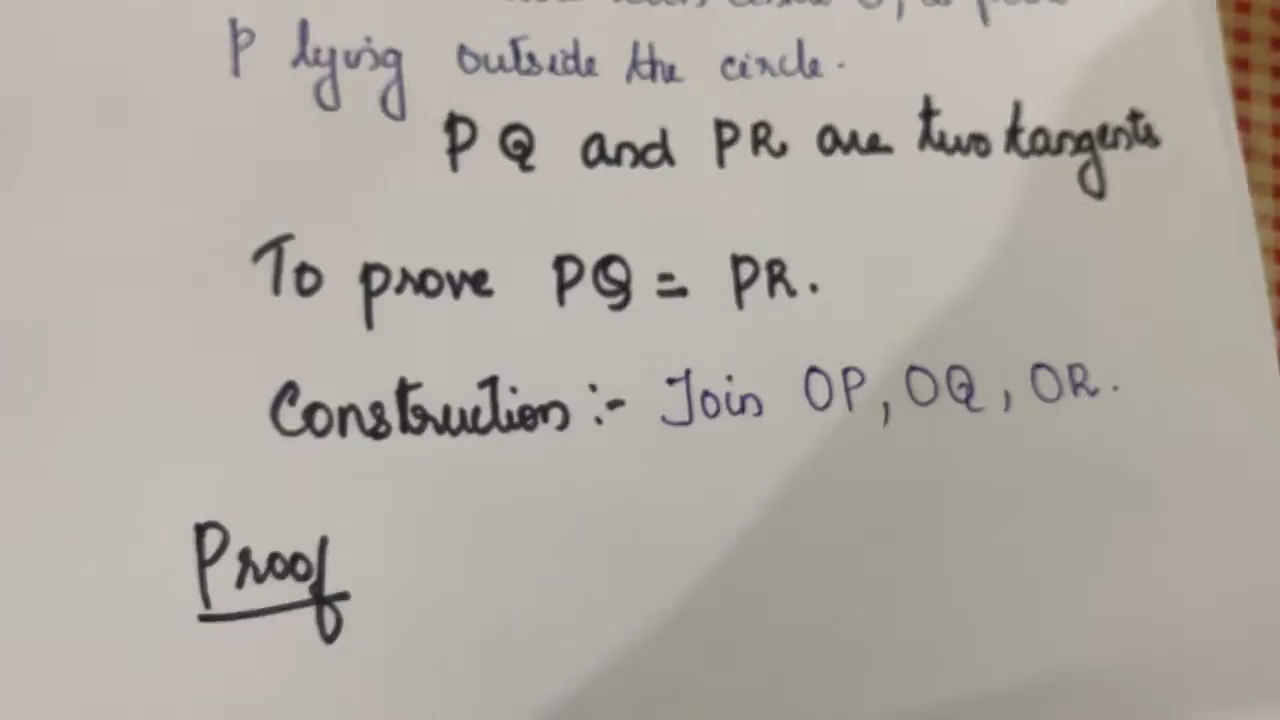 P lying outside the circle.
PQ and PR are two tangents
To prove PQ = PR.
Construction :- Join OP, OQ, OR.
Proof